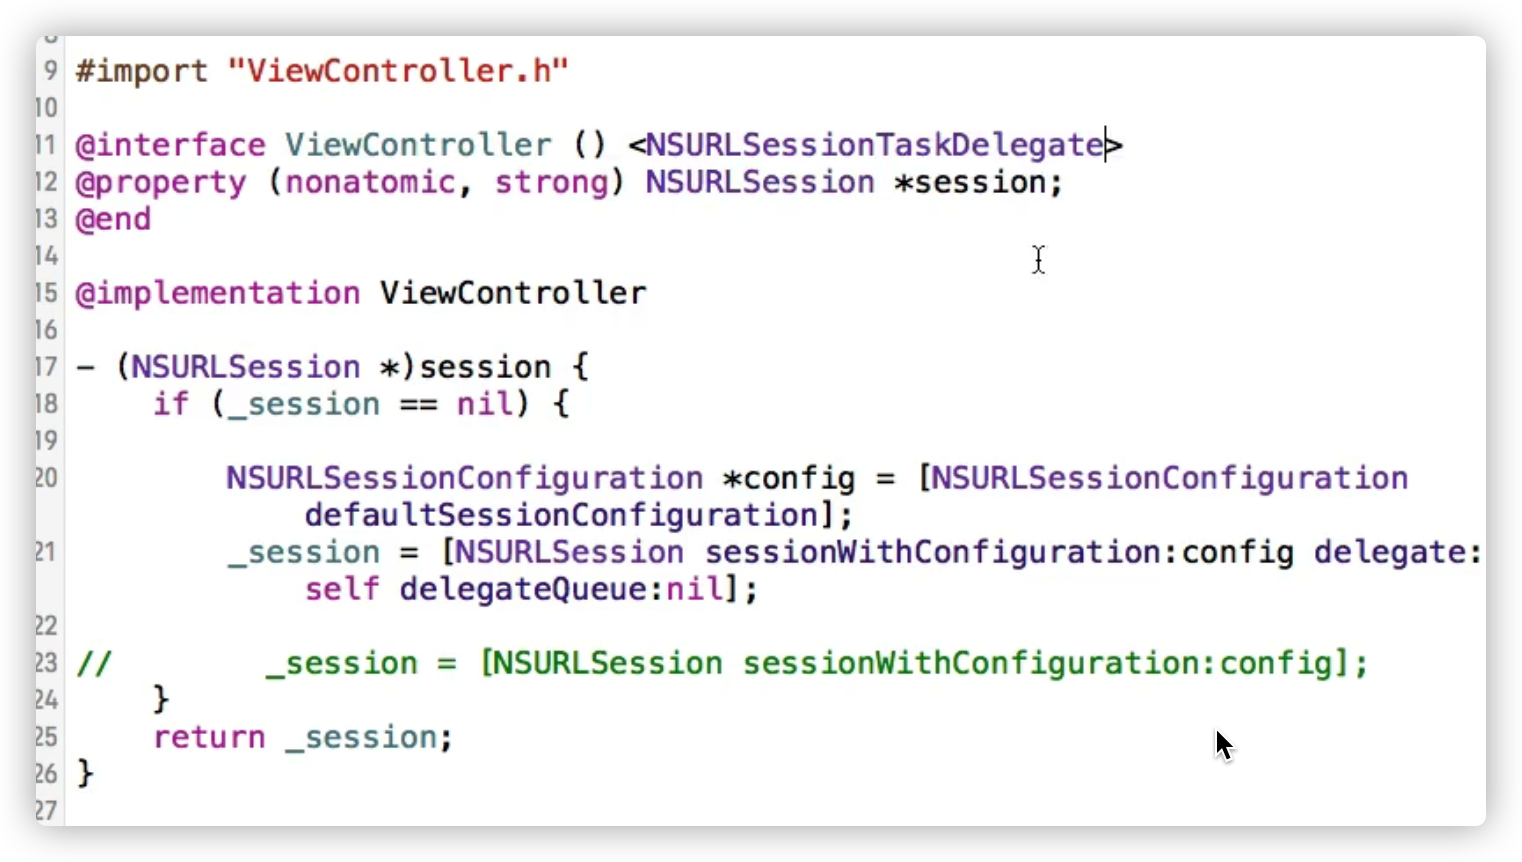 9 #import "ViewController.h"
10
11 @interface ViewController () <NSURLSessionTaskDelegate>
12 @property (nonatomic, strong) NSURLSession *session;
13 @end
14
15 @implementation ViewController
16
17 - (NSURLSession *)session {
18     if (_session == nil) {
19
20         NSURLSessionConfiguration *config = [NSURLSessionConfiguration
            defaultSessionConfiguration];
21         _session = [NSURLSession sessionWithConfiguration:config delegate:
            self delegateQueue:nil];
22
23 //        _session = [NSURLSession sessionWithConfiguration:config];
24     }
25     return _session;
26 }
27